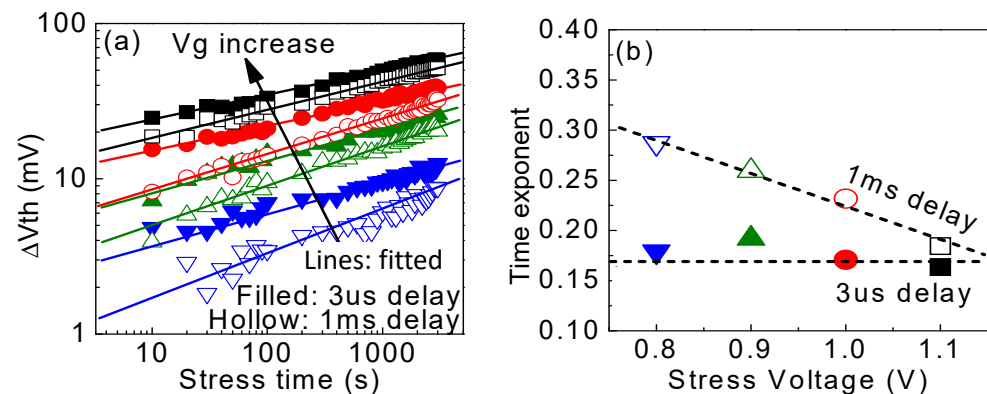 (a)
Vg increase
100
10
1
ΔVth (mV)
Lines: fitted
Filled: 3us delay
Hollow: 1ms delay
10 100 1000
Stress time (s)
(b)
0.40
0.35
0.30
0.25
0.20
0.15
0.10
Time exponent
1ms delay
3us delay
0.8 0.9 1.0 1.1
Stress Voltage (V)